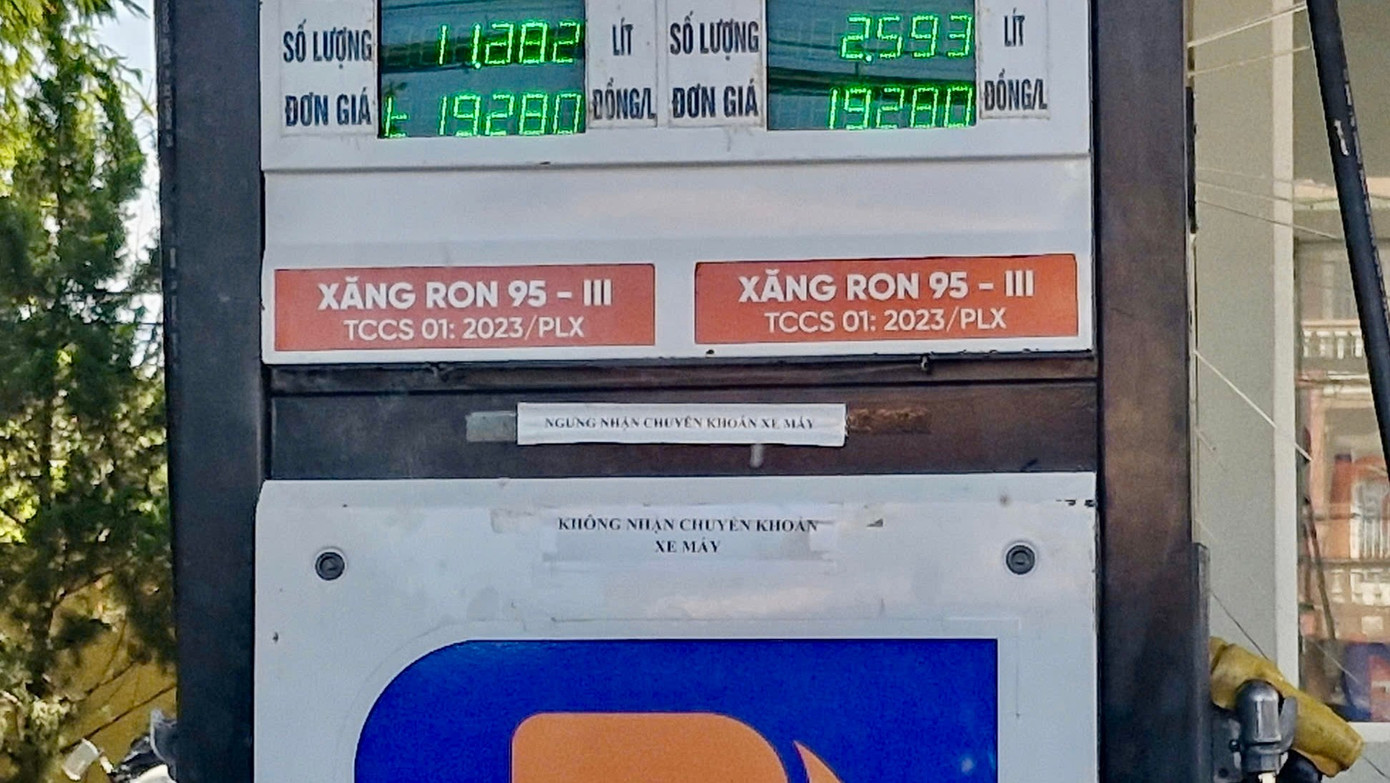 SỐ LƯỢNG 11.282 LÍT SỐ LƯỢNG 2.593 LÍT
ĐƠN GIÁ t 19280 ĐỒNG/L ĐƠN GIÁ 19280 ĐỒNG/L
XĂNG RON 95 - III
TCCS 01: 2023/PLX
XĂNG RON 95 - III
TCCS 01: 2023/PLX
NGƯNG NHẬN CHUYỂN KHOẢN XE MÁY
KHÔNG NHẬN CHUYỂN KHOẢN
XE MÁY